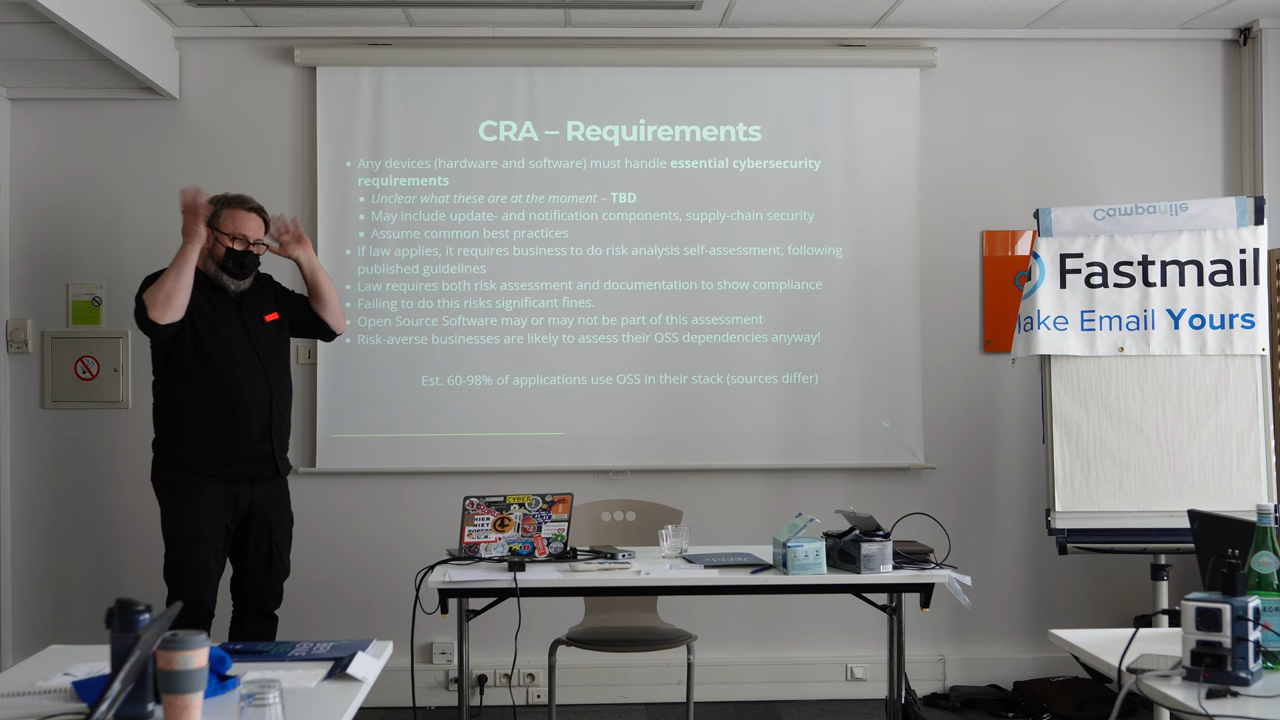 CRA – Requirements
Any devices (hardware and software) must handle essential cybersecurity
requirements
Unclear what these are at the moment – TBD
May include update- and notification components, supply-chain security
Assume common best practices
If law applies, it requires business to do risk analysis self-assessment, following
published guidelines
Law requires both risk assessment and documentation to show compliance
Failing to do this risks significant fines.
Open Source Software may or may not be part of this assessment
Risk-averse businesses are likely to assess their OSS dependencies anyway!
Est. 60-98% of applications use OSS in their stack (sources differ)
Campanile
Fastmail
ake Email Yours
CYBER
HIER
NIET